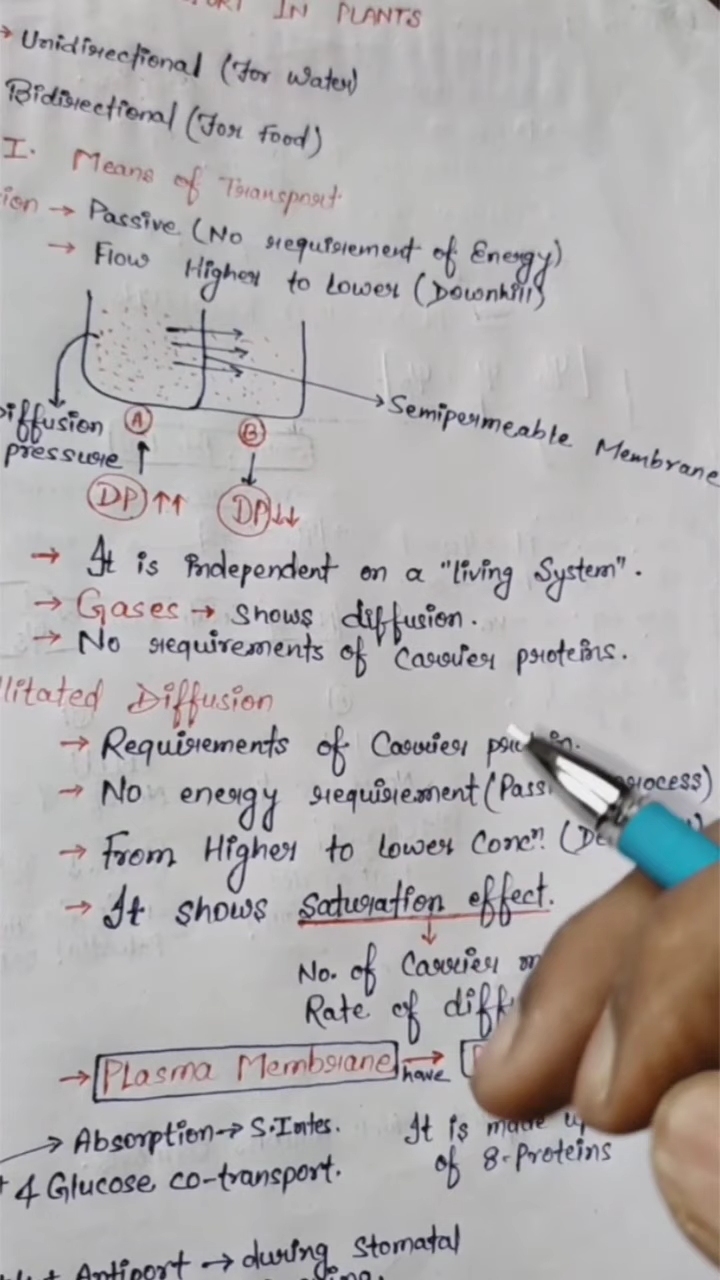 IN PLANTS
→ Unidirectional (For Water)
Bidirectional (For Food)
I. Means of Transport
→ Passive (No requirement of Energy)
→ Flow Higher to Lower (Downhill)
→ Semipermeable Membrane
Diffusion pressure
A
B
DP ↑↑
DP ↓↓
→ It is independent on a "living System".
→ Gases → shows diffusion.
→ No requirements of Carrier proteins.
Diffusion
→ Requirements of Carrier
→ No energy requirement
→ From Higher to Lower Concn.
→ It shows Saturation effect.
No. of Carrier
Rate of
→ Plasma Membrane → have
→ Absorption → S.Intes.
It is made
of 8-Proteins
4 Glucose co-transport.
Antiport → during Stomatal